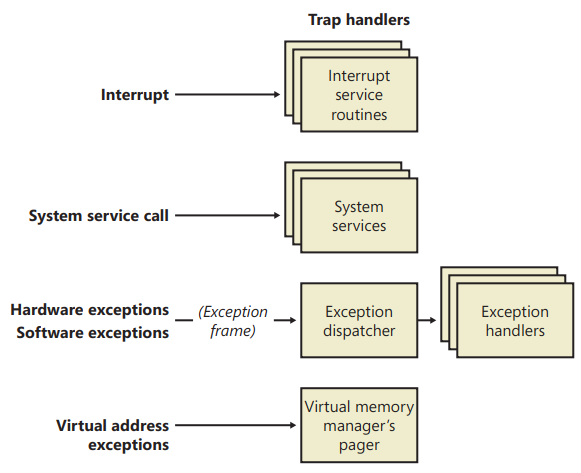 Trap handlers
Interrupt
Interrupt
service
routines
System service call
System
services
Hardware exceptions
Software exceptions
(Exception
frame)
Exception
dispatcher
Exception
handlers
Virtual address
exceptions
Virtual memory
manager's
pager